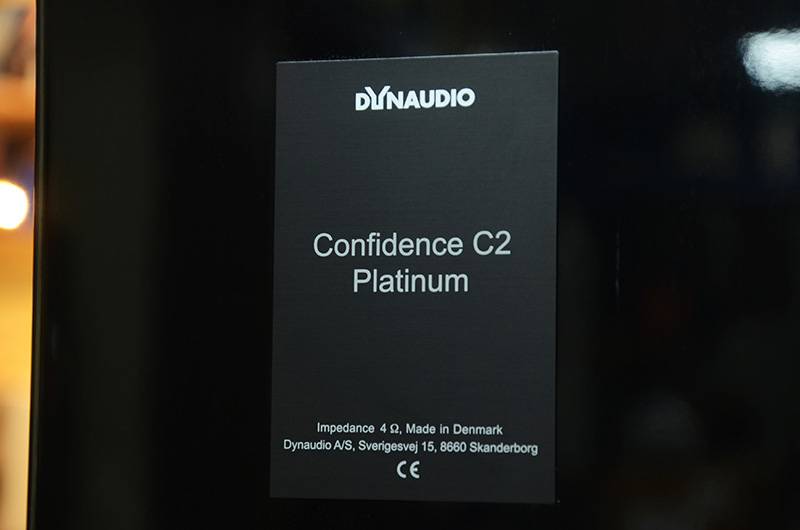 DYNAUDIO
Confidence C2
Platinum
Impedance 4 Ω, Made in Denmark
Dynaudio A/S, Sverigesvej 15, 8660 Skanderborg
CE